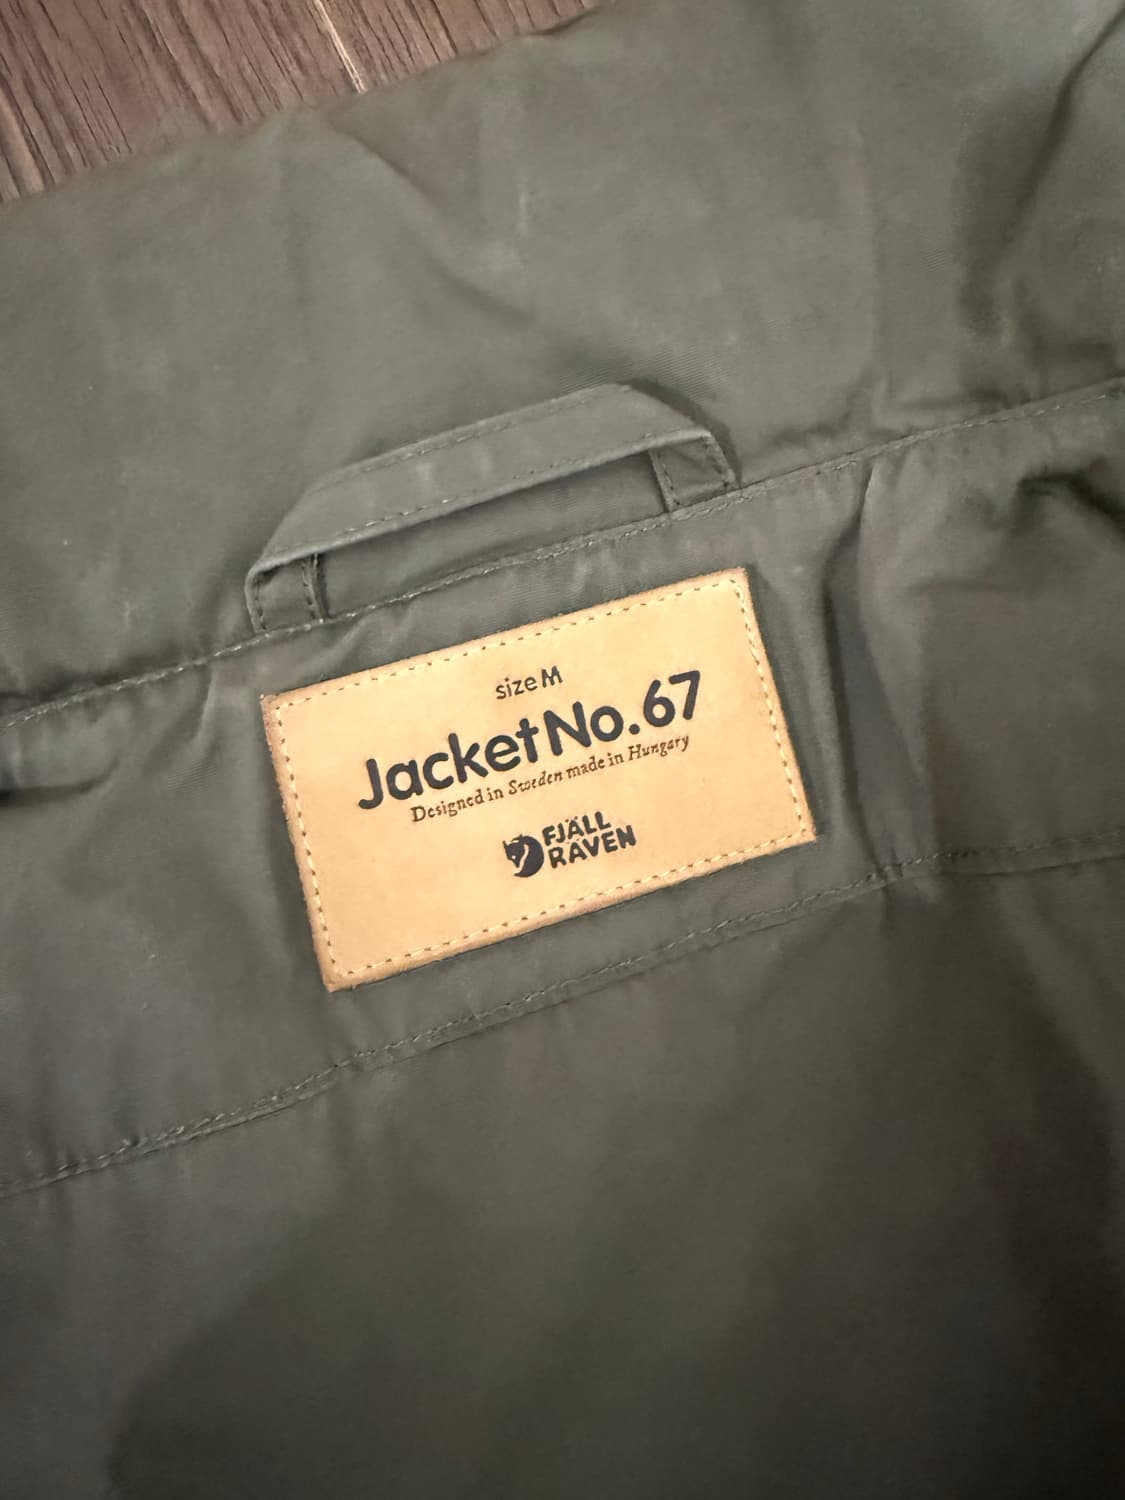 size M
Jacket No. 67
Designed in Sweden made in Hungary
FJÄLL
RÄVEN